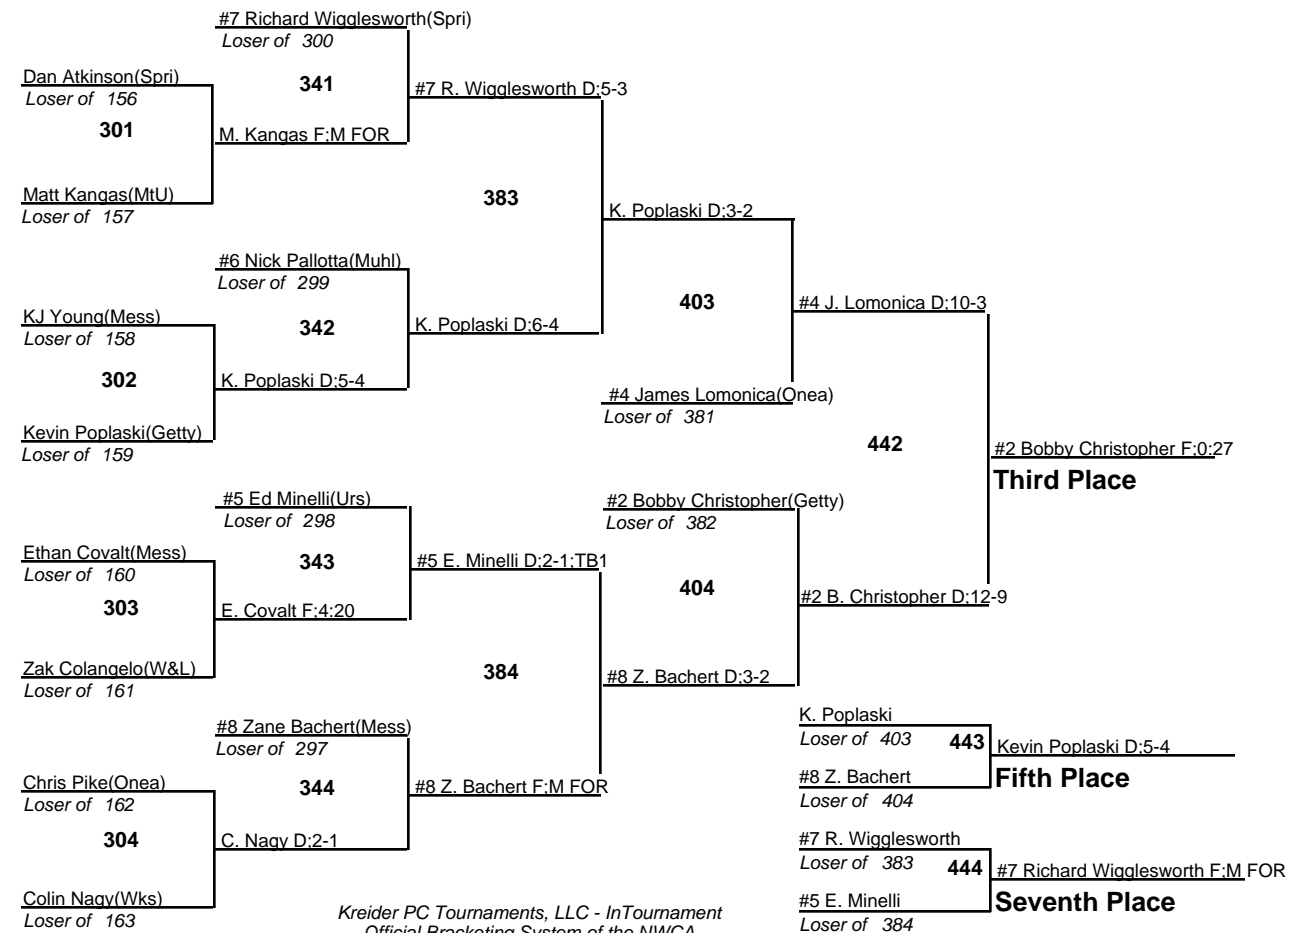 #7 Richard Wigglesworth(Spri)
Loser of 300
Dan Atkinson(Spri)
Loser of 156
341
#7 R. Wigglesworth D;5-3
301
M. Kangas F;M FOR
Matt Kangas(MtU)
Loser of 157
383
K. Poplaski D;3-2
#6 Nick Pallotta(Muhl)
Loser of 299
KJ Young(Mess)
Loser of 158
342
K. Poplaski D;6-4
403
#4 J. Lomonica D;10-3
302
K. Poplaski D;5-4
#4 James Lomonica(Onea)
Loser of 381
Kevin Poplaski(Getty)
Loser of 159
442
#2 Bobby Christopher F;0:27
Third Place
#5 Ed Minelli(Urs)
Loser of 298
#2 Bobby Christopher(Getty)
Loser of 382
Ethan Covalt(Mess)
Loser of 160
343
#5 E. Minelli D;2-1;TB1
404
#2 B. Christopher D;12-9
303
E. Covalt F;4:20
Zak Colangelo(W&L)
Loser of 161
384
#8 Z. Bachert D;3-2
#8 Zane Bachert(Mess)
Loser of 297
K. Poplaski
Loser of 403
443
Kevin Poplaski D;5-4
Fifth Place
#8 Z. Bachert
Loser of 404
Chris Pike(Onea)
Loser of 162
344
#8 Z. Bachert F;M FOR
304
C. Nagy D;2-1
#7 R. Wigglesworth
Loser of 383
444
#7 Richard Wigglesworth F;M FOR
Seventh Place
#5 E. Minelli
Loser of 384
Colin Nagy(Wks)
Loser of 163
Kreider PC Tournaments, LLC - InTournament
Official Bracketing System of the NWCA